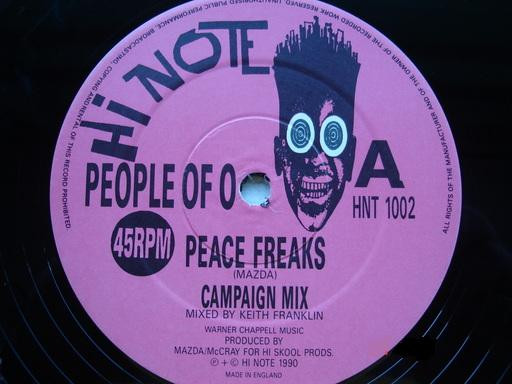 ALL RIGHTS OF THE MANUFACTURER AND OF THE OWNER OF THE RECORDED WORK RESERVED. UNAUTHORISED PUBLIC PERFORMANCE, BROADCASTING, COPYING AND RENTAL OF THIS RECORD PROHIBITED.
Hi NOTE
PEOPLE OF O
A
HNT 1002
45RPM
PEACE FREAKS
(MAZDA)
CAMPAIGN MIX
MIXED BY KEITH FRANKLIN
WARNER CHAPPELL MUSIC
PRODUCED BY
MAZDA/McCRAY FOR HI SKOOL PRODS.
℗ + © HI NOTE 1990
MADE IN ENGLAND